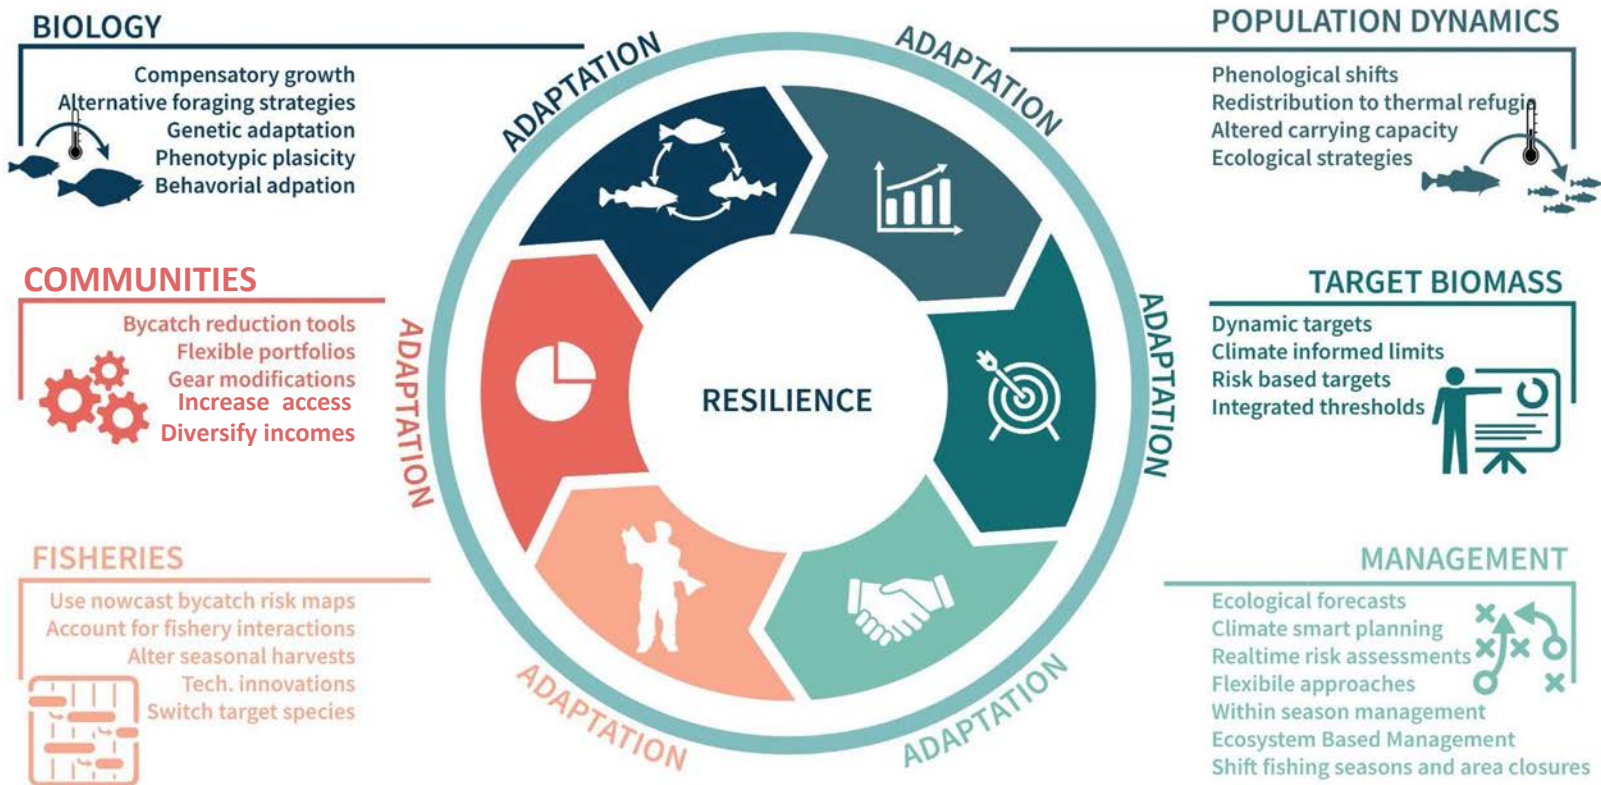 BIOLOGY
Compensatory growth
Alternative foraging strategies
Genetic adaptation
Phenotypic plasicity
Behavorial adpation
COMMUNITIES
Bycatch reduction tools
Flexible portfolios
Gear modifications
Increase access
Diversify incomes
FISHERIES
Use nowcast bycatch risk maps
Account for fishery interactions
Alter seasonal harvests
Tech. innovations
Switch target species
ADAPTATION
ADAPTATION
ADAPTATION
ADAPTATION
ADAPTATION
ADAPTATION
RESILIENCE
POPULATION DYNAMICS
Phenological shifts
Redistribution to thermal refugia
Altered carrying capacity
Ecological strategies
TARGET BIOMASS
Dynamic targets
Climate informed limits
Risk based targets
Integrated thresholds
MANAGEMENT
Ecological forecasts
Climate smart planning
Realtime risk assessments
Flexibile approaches
Within season management
Ecosystem Based Management
Shift fishing seasons and area closures